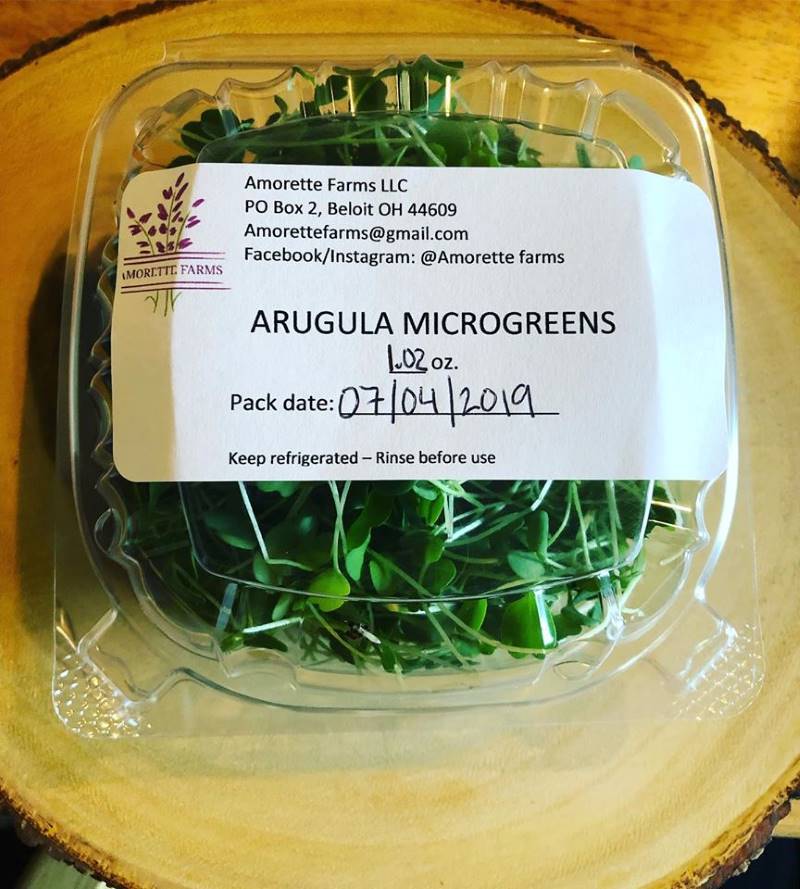 Amorette Farms LLC
PO Box 2, Beloit OH 44609
Amorettefarms@gmail.com
Facebook/Instagram: @Amorette farms
AMORETTE FARMS
ARUGULA MICROGREENS
1.02 oz.
Pack date: 07/04/2019
Keep refrigerated – Rinse before use